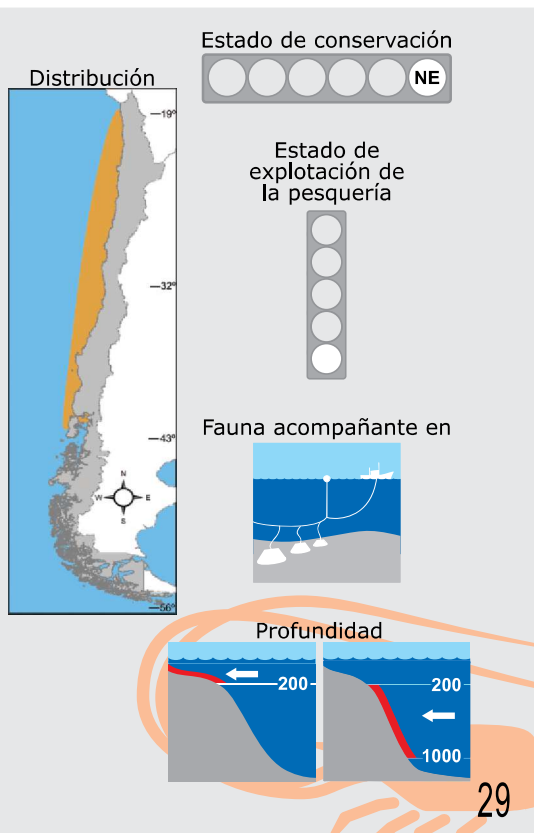 Estado de conservación
NE
Distribución
19°
32°
43°
N
W E
S
56°
Estado de
explotación de
la pesquería
Fauna acompañante en
Profundidad
200
200
1000
29